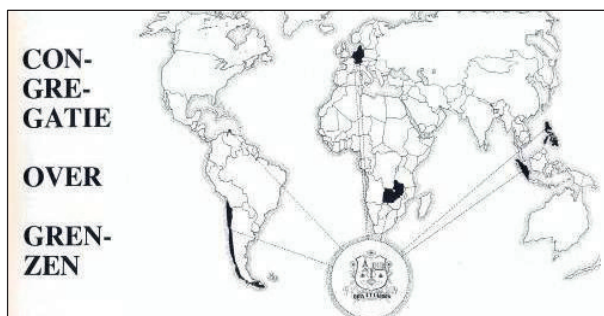 CON-
GRE-
GATIE
OVER
GREN-
ZEN